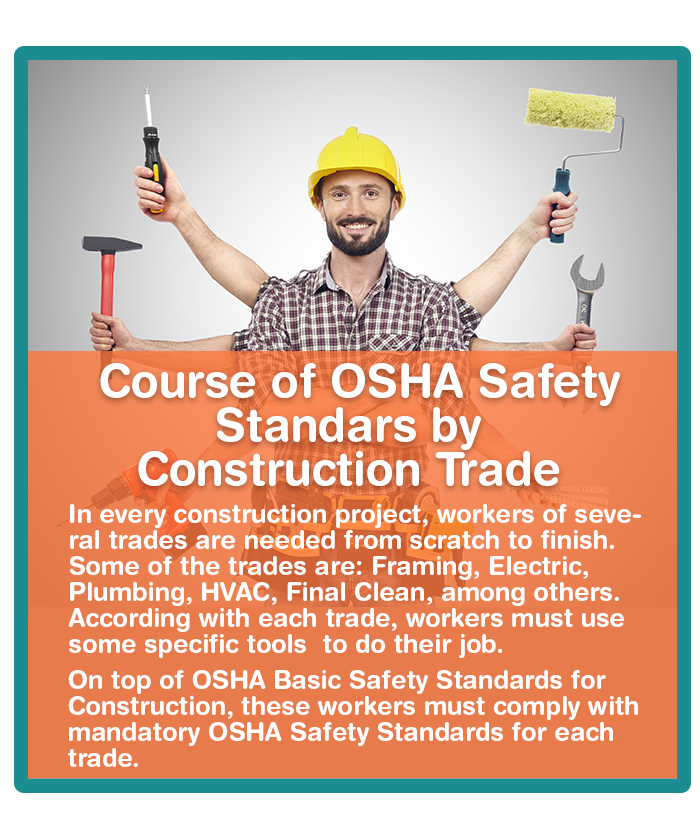 Course of OSHA Safety
Standars by
Construction Trade
In every construction project, workers of seve-
ral trades are needed from scratch to finish.
Some of the trades are: Framing, Electric,
Plumbing, HVAC, Final Clean, among others.
According with each trade, workers must use
some specific tools  to do their job.
On top of OSHA Basic Safety Standards for
Construction, these workers must comply with
mandatory OSHA Safety Standards for each
trade.